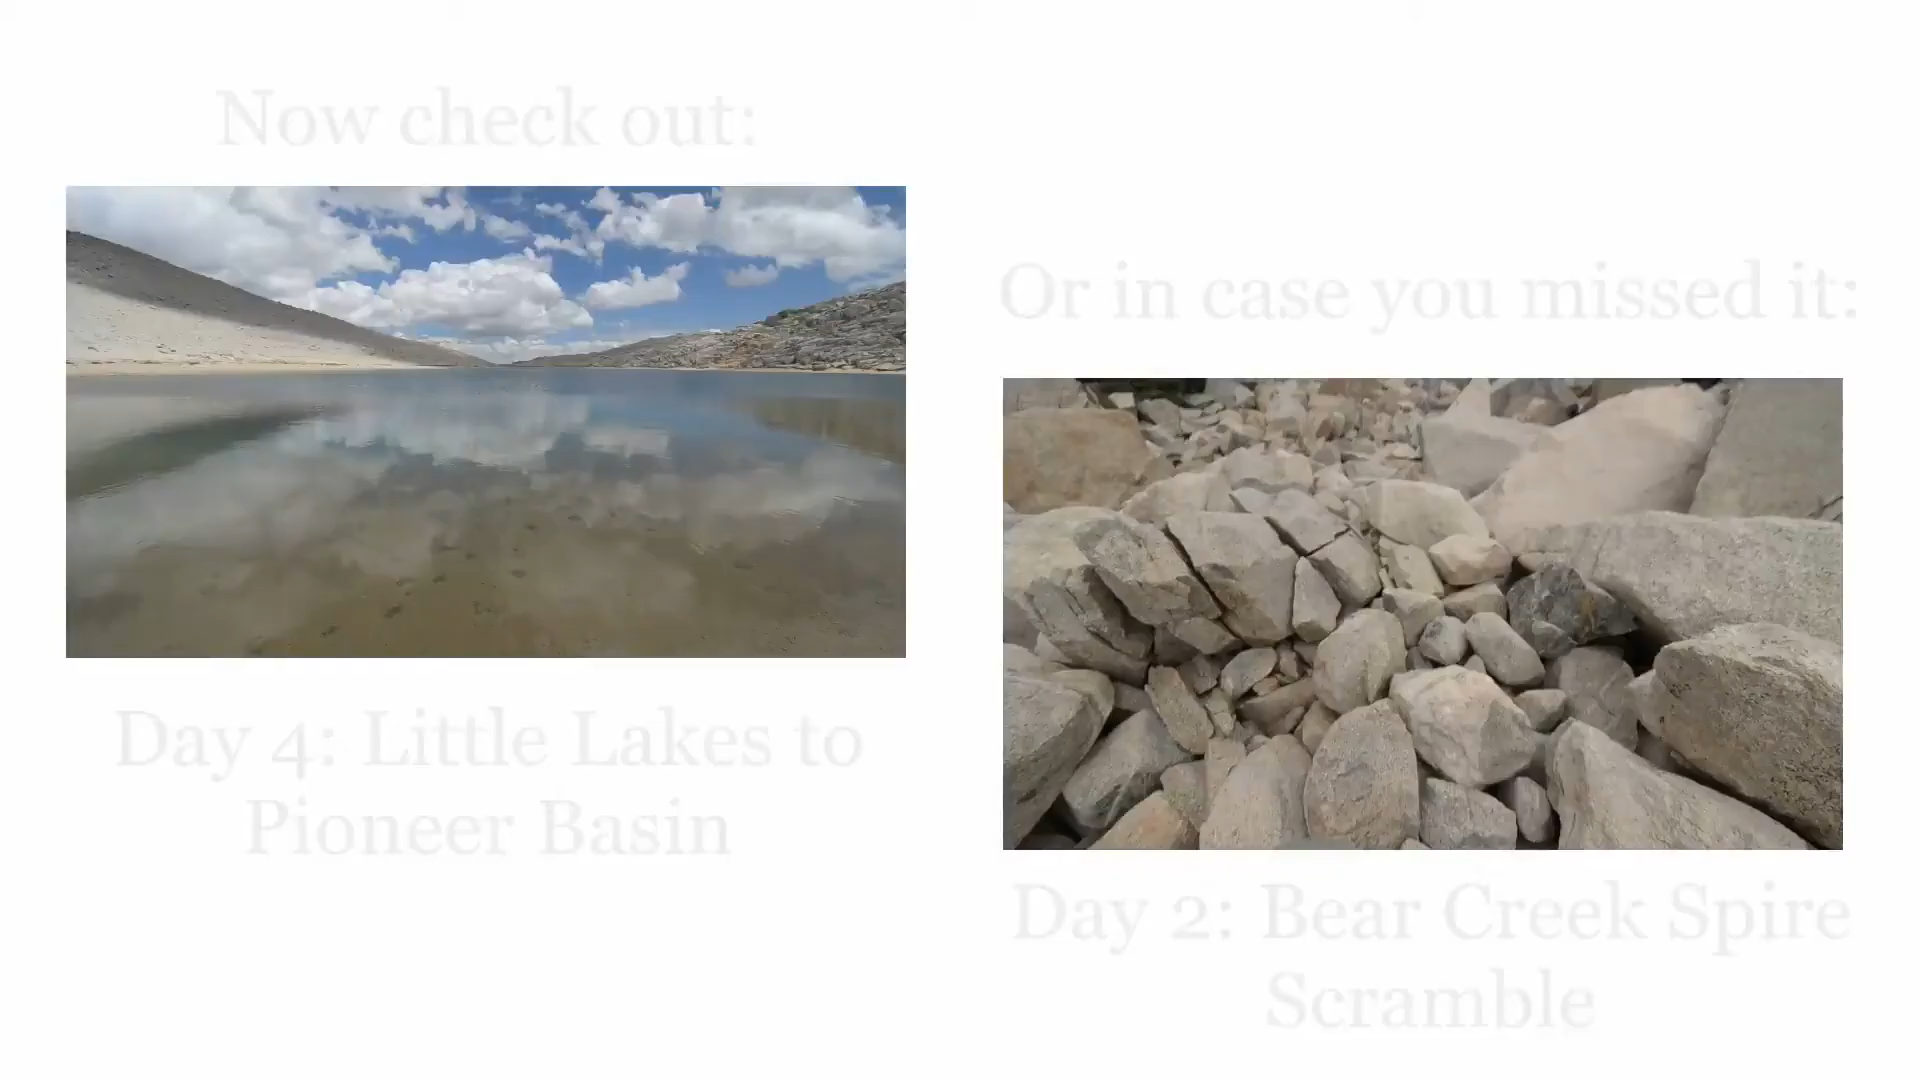 Now check out:
Day 4: Little Lakes to
Pioneer Basin
Or in case you missed it:
Day 2: Bear Creek Spire
Scramble